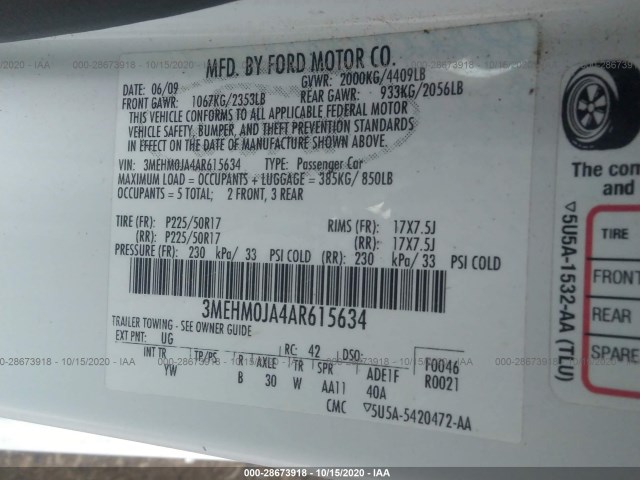 000-28673918 - 10/15/2020 - IAA
MFD. BY FORD MOTOR CO.
DATE: 06/09 GVWR: 2000KG/4409LB
FRONT GAWR: 1067KG/2353LB REAR GAWR: 933KG/2056LB
THIS VEHICLE CONFORMS TO ALL APPLICABLE FEDERAL MOTOR
VEHICLE SAFETY, BUMPER, AND THEFT PREVENTION STANDARDS
IN EFFECT ON THE DATE OF MANUFACTURE SHOWN ABOVE.
VIN: 3MEHM0JA4AR615634 TYPE: Passenger Car
MAXIMUM LOAD = OCCUPANTS + LUGGAGE = 385KG/ 850LB
OCCUPANTS = 5 TOTAL; 2 FRONT, 3 REAR
TIRE (FR): P225/50R17 RIMS (FR): 17X7.5J
(RR): P225/50R17 (RR): 17X7.5J
PRESSURE (FR): 230 kPa/ 33 PSI COLD (RR): 230 kPa/ 33 PSI COLD
3MEHM0JA4AR615634
TRAILER TOWING - SEE OWNER GUIDE
EXT PNT: UG RC: 42 DSO: F0046
INT TR TP/PS R AXLE TR SPR R0021
YW B 30 W AA11 ADE1F
40A
CMC ▽5U5A-5420472-AA
The com
and
▽5U5A-1532-AA (TLU)
TIRE
FRONT
REAR
SPARE
000-28673918 - 10/15/2020 - IAA
000-28673918 - 10/15/2020 - IAA